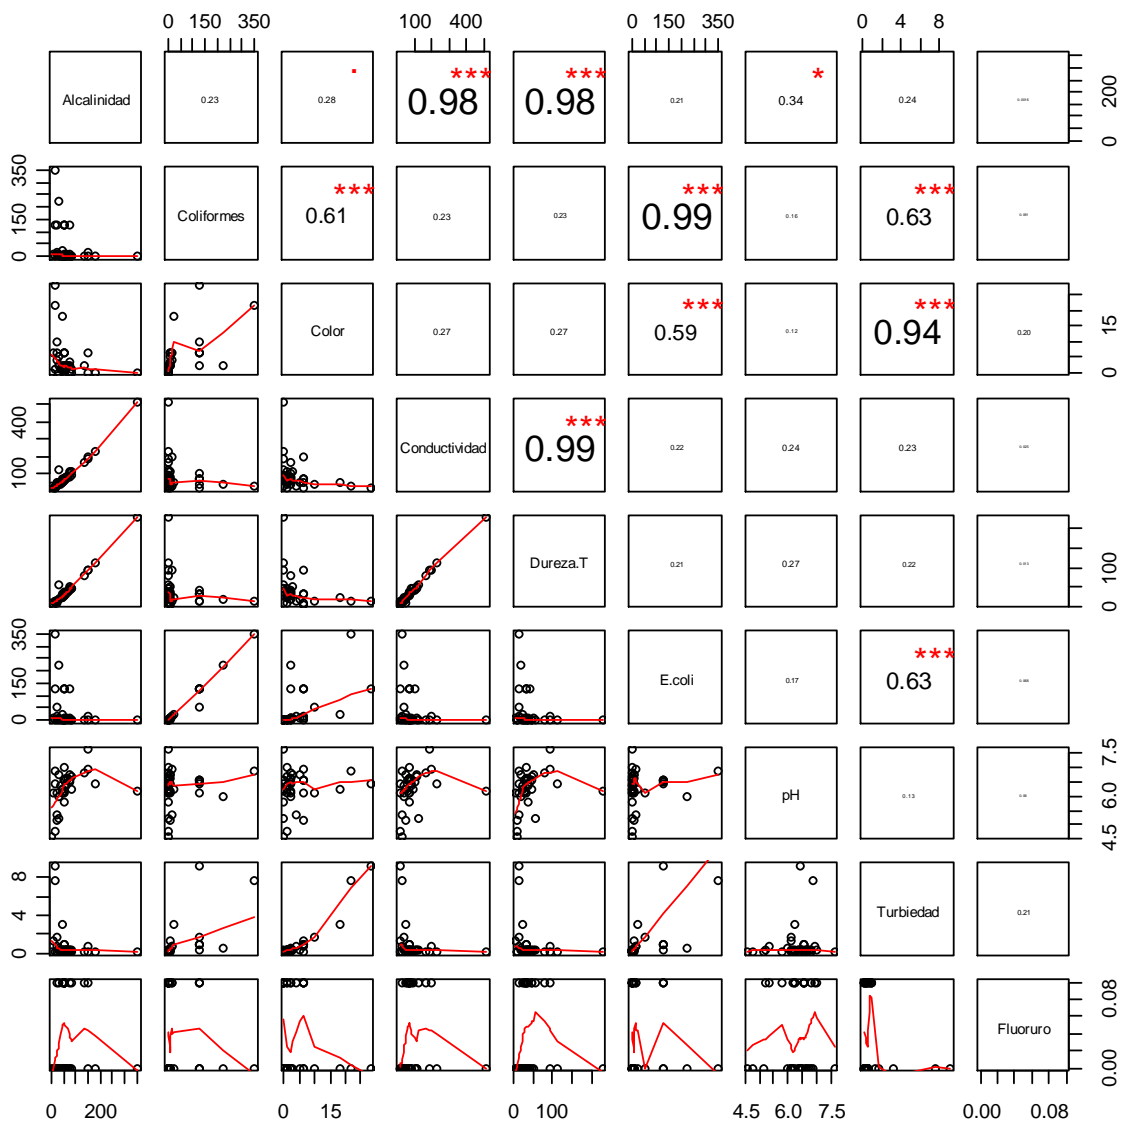 0 150 350 100 400 0 150 350 0 4 8
Alcalinidad 0.23 0.28 . 0.98 *** 0.98 *** 0.21 0.34 * 0.24 0 200
0 150 350 Coliformes 0.61 *** 0.23 0.23 0.99 *** 0.16 0.63 ***
Color 0.27 0.27 0.59 *** 0.12 0.94 *** 0.20 0 15
100 400 Conductividad 0.99 *** 0.22 0.24 0.23
Dureza.T 0.21 0.27 0.22 0 100
0 150 350 E.coli 0.17 0.63 ***
pH 0.13 4.5 6.0 7.5
0 4 8 Turbiedad 0.21
Fluoruro 0.00 0.08
0 200 0 15 0 100 4.5 6.0 7.5 0.00 0.08